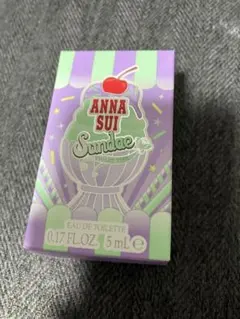 ANNA
SUI
Sundae
EAU DE TOILETTE
0.17 FL.OZ. 5 mL ℮